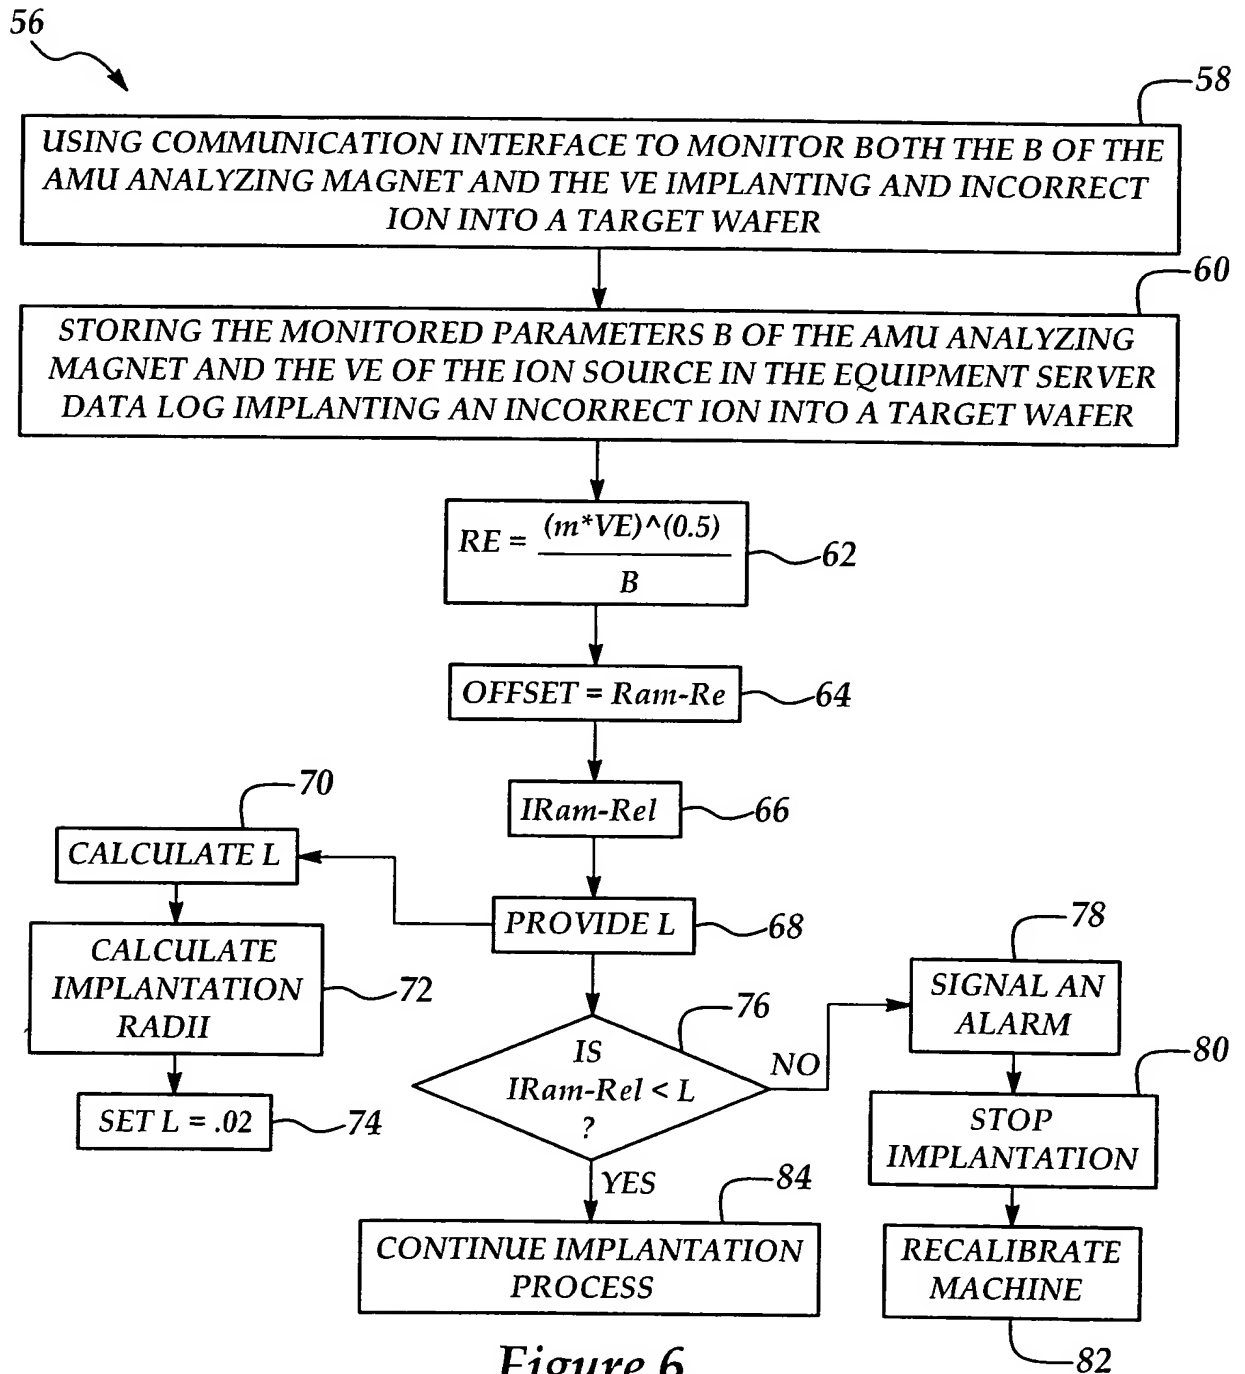 56
58
USING COMMUNICATION INTERFACE TO MONITOR BOTH THE B OF THE
AMU ANALYZING MAGNET AND THE VE IMPLANTING AND INCORRECT
ION INTO A TARGET WAFER
60
STORING THE MONITORED PARAMETERS B OF THE AMU ANALYZING
MAGNET AND THE VE OF THE ION SOURCE IN THE EQUIPMENT SERVER
DATA LOG IMPLANTING AN INCORRECT ION INTO A TARGET WAFER
RE = (m*VE)^(0.5)
B
62
OFFSET = Ram-Re
64
IRam-Rel
66
70
CALCULATE L
PROVIDE L
68
CALCULATE
IMPLANTATION
RADII
72
SET L = .02
74
76
IS
IRam-Rel < L
?
NO
YES
78
SIGNAL AN
ALARM
80
STOP
IMPLANTATION
84
CONTINUE IMPLANTATION
PROCESS
RECALIBRATE
MACHINE
82
Figure 6